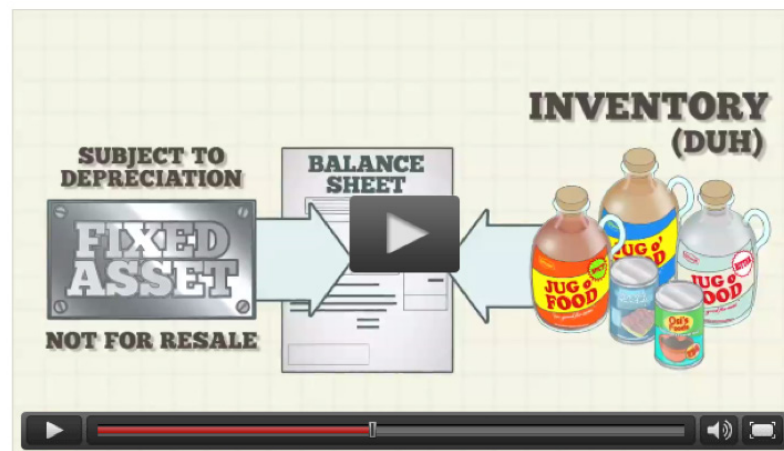 INVENTORY
(DUH)
SUBJECT TO
DEPRECIATION
BALANCE
SHEET
FIXED
ASSET
NOT FOR RESALE
JUG O'
FOOD
JUG O'
FOOD
JUG O'
FOOD